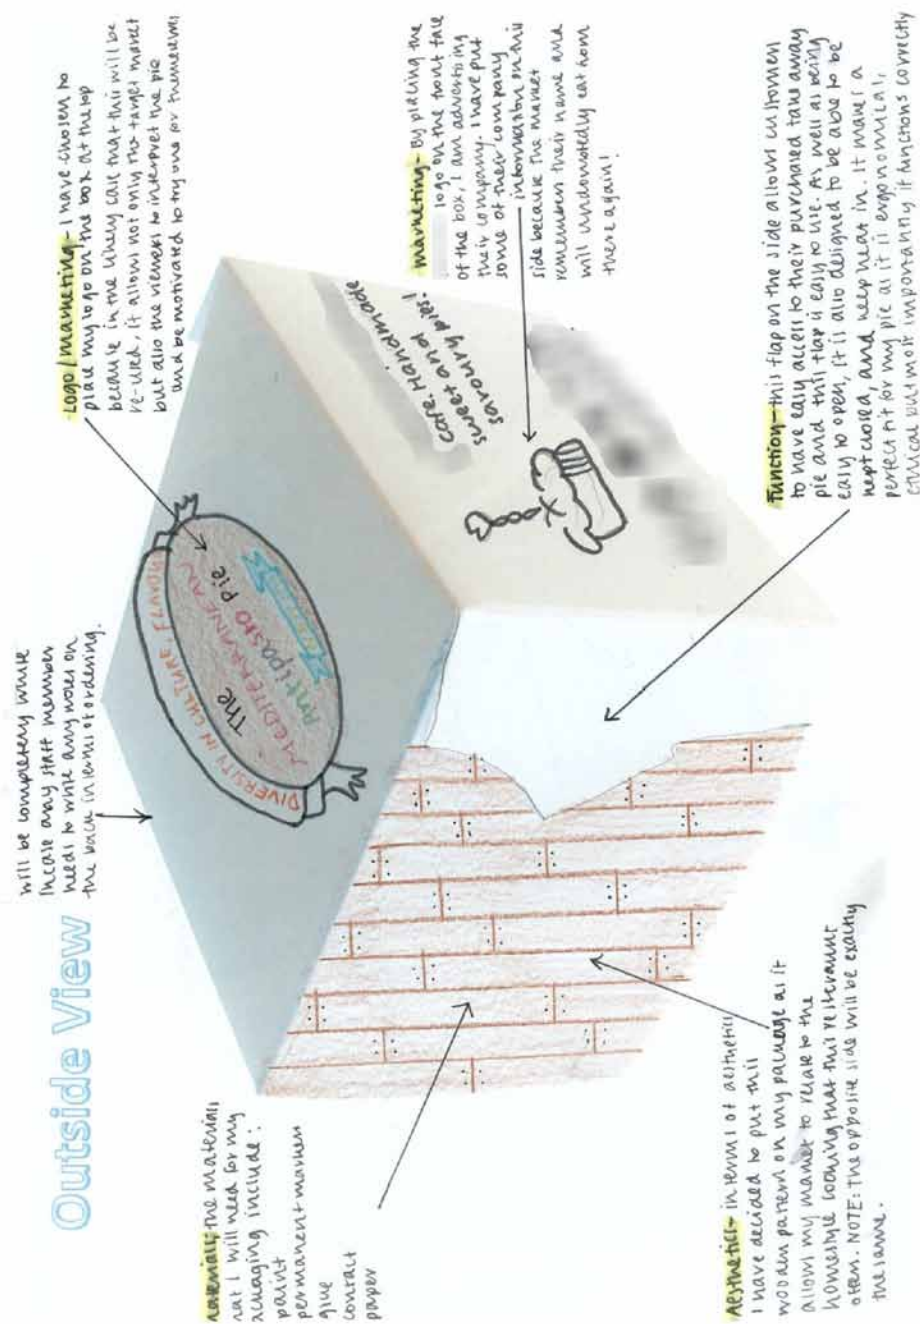 Outside View
will be completely white
incase any staff member
needs to write any notes on
the back in terms of ordering.
Logo/marketing- I have chosen to
place my logo on the box at the top
because in the likely case that this will be
re-used, it allows not only the target market
but also the viewers to interpret the pie
and be motivated to try one for themselves
DIVERSITY IN CULTURE, FLAVOUR
The
MEDITERRANEAN
Antipasto Pie
cafe. Handmade
sweet and
savoury pies!
marketing- By placing the
logo on the front face
of the box, I am advertising
their company. I have put
some of their company
information on this
side because the market
remembers their name and
will undoubtedly eat from
there again!
materials; the materials
that I will need for my
packaging include:
paint
permanent marker
glue
contact
paper
Aesthetics- in terms of aesthetics
I have decided to put this
wooden pattern on my package as it
allows my market to relate to the
homestyle cooking that this restaurant
offers. NOTE: The opposite side will be exactly
the same.
Function- this flap on the side allows customers
to have easy access to their purchased take away
pie and this flap is easy to use. As well as being
easy to open, it is also designed to be able to be
kept closed, and keep heat in. It makes a
perfect fit for my pie as it is ergonomical,
ethical and most importantly it functions correctly